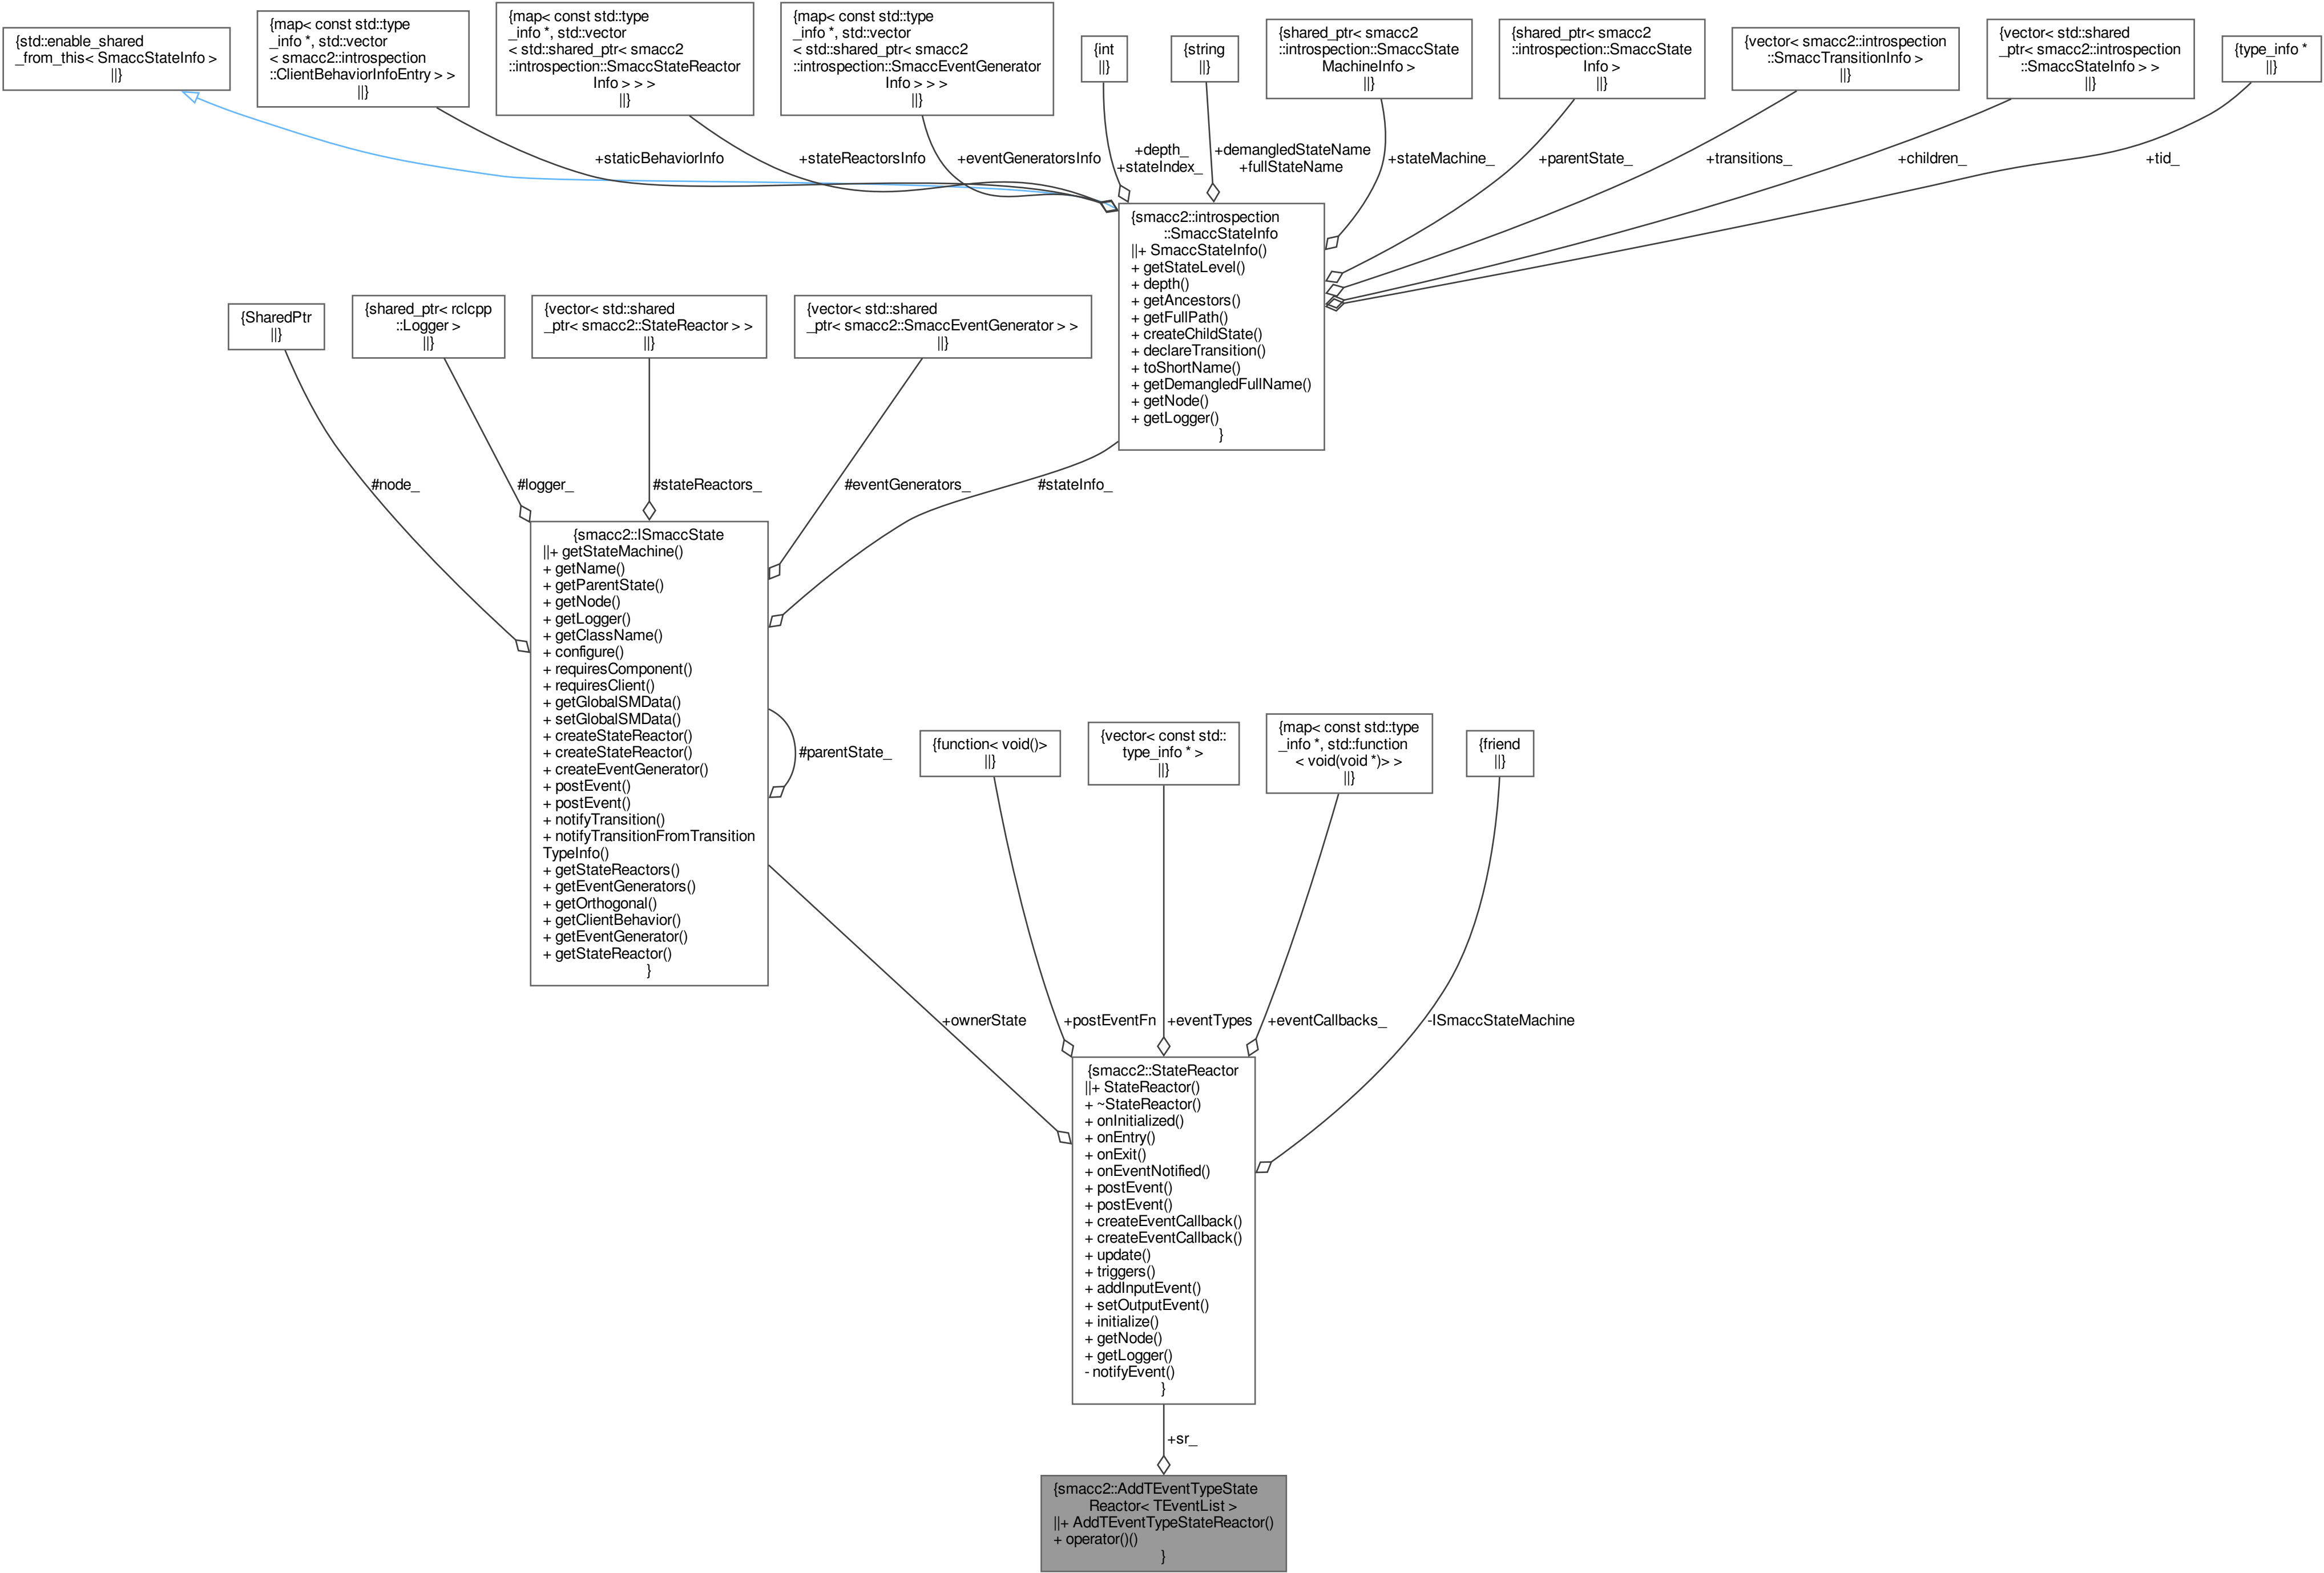 {std::enable_shared
_from_this< SmaccStateInfo >
||}
{map< const std::type
_info *, std::vector
< smacc2::introspection
::ClientBehaviorInfoEntry > >
||}
{map< const std::type
_info *, std::vector
< std::shared_ptr< smacc2
::introspection::SmaccStateReactor
Info > > >
||}
{map< const std::type
_info *, std::vector
< std::shared_ptr< smacc2
::introspection::SmaccEventGenerator
Info > > >
||}
{int
||}
{string
||}
{shared_ptr< smacc2
::introspection::SmaccState
MachineInfo >
||}
{shared_ptr< smacc2
::introspection::SmaccState
Info >
||}
{vector< smacc2::introspection
::SmaccTransitionInfo >
||}
{vector< std::shared
_ptr< smacc2::introspection
::SmaccStateInfo > >
||}
{type_info *
||}
+staticBehaviorInfo
+stateReactorsInfo
+eventGeneratorsInfo
+depth_
+stateIndex_
+demangledStateName
+fullStateName
+stateMachine_
+parentState_
+transitions_
+children_
+tid_
{smacc2::introspection
::SmaccStateInfo
||+ SmaccStateInfo()
+ getStateLevel()
+ depth()
+ getAncestors()
+ getFullPath()
+ createChildState()
+ declareTransition()
+ toShortName()
+ getDemangledFullName()
+ getNode()
+ getLogger()
}
{SharedPtr
||}
{shared_ptr< rclcpp
::Logger >
||}
{vector< std::shared
_ptr< smacc2::StateReactor > >
||}
{vector< std::shared
_ptr< smacc2::SmaccEventGenerator > >
||}
#node_
#logger_
#stateReactors_
#eventGenerators_
#stateInfo_
{smacc2::ISmaccState
||+ getStateMachine()
+ getName()
+ getParentState()
+ getNode()
+ getLogger()
+ getClassName()
+ configure()
+ requiresComponent()
+ requiresClient()
+ getGlobalSMData()
+ setGlobalSMData()
+ createStateReactor()
+ createStateReactor()
+ createEventGenerator()
+ postEvent()
+ postEvent()
+ notifyTransition()
+ notifyTransitionFromTransition
TypeInfo()
+ getStateReactors()
+ getEventGenerators()
+ getOrthogonal()
+ getClientBehavior()
+ getEventGenerator()
+ getStateReactor()
}
#parentState_
{function< void()>
||}
{vector< const std::
type_info * >
||}
{map< const std::type
_info *, std::function
< void(void *)> >
||}
{friend
||}
+ownerState
+postEventFn
+eventTypes
+eventCallbacks_
-ISmaccStateMachine
{smacc2::StateReactor
||+ StateReactor()
+ ~StateReactor()
+ onInitialized()
+ onEntry()
+ onExit()
+ onEventNotified()
+ postEvent()
+ postEvent()
+ createEventCallback()
+ createEventCallback()
+ update()
+ triggers()
+ addInputEvent()
+ setOutputEvent()
+ initialize()
+ getNode()
+ getLogger()
- notifyEvent()
}
+sr_
{smacc2::AddTEventTypeState
Reactor< TEventList >
||+ AddTEventTypeStateReactor()
+ operator()()
}